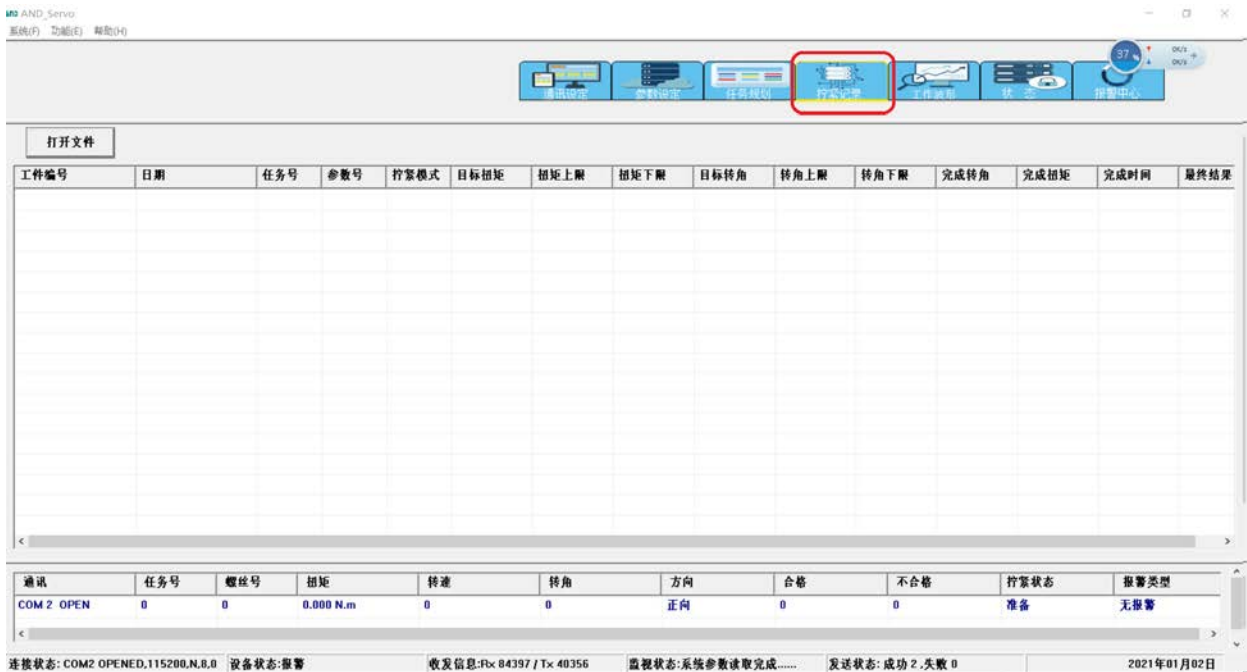 AND_Servo
系统(F) 功能(E) 帮助(H)
37% 0K/s
0K/s
通讯设定 参数设定 任务规划 拧紧记录 工作波形 状 态 报警中心
打开文件
工件编号 日期 任务号 参数号 拧紧模式 目标扭矩 扭矩上限 扭矩下限 目标转角 转角上限 转角下限 完成转角 完成扭矩 完成时间 最终结果
通讯 任务号 螺丝号 扭矩 转速 转角 方向 合格 不合格 拧紧状态 报警类型
COM 2 OPEN 0 0 0.000 N.m 0 0 正向 0 0 准备 无报警
连接状态: COM2 OPENED,115200,N,8,0 设备状态:报警 收发信息:Rx 84397 / Tx 40356 监视状态:系统参数读取完成...... 发送状态: 成功 2 ,失败 0 2021年01月02日